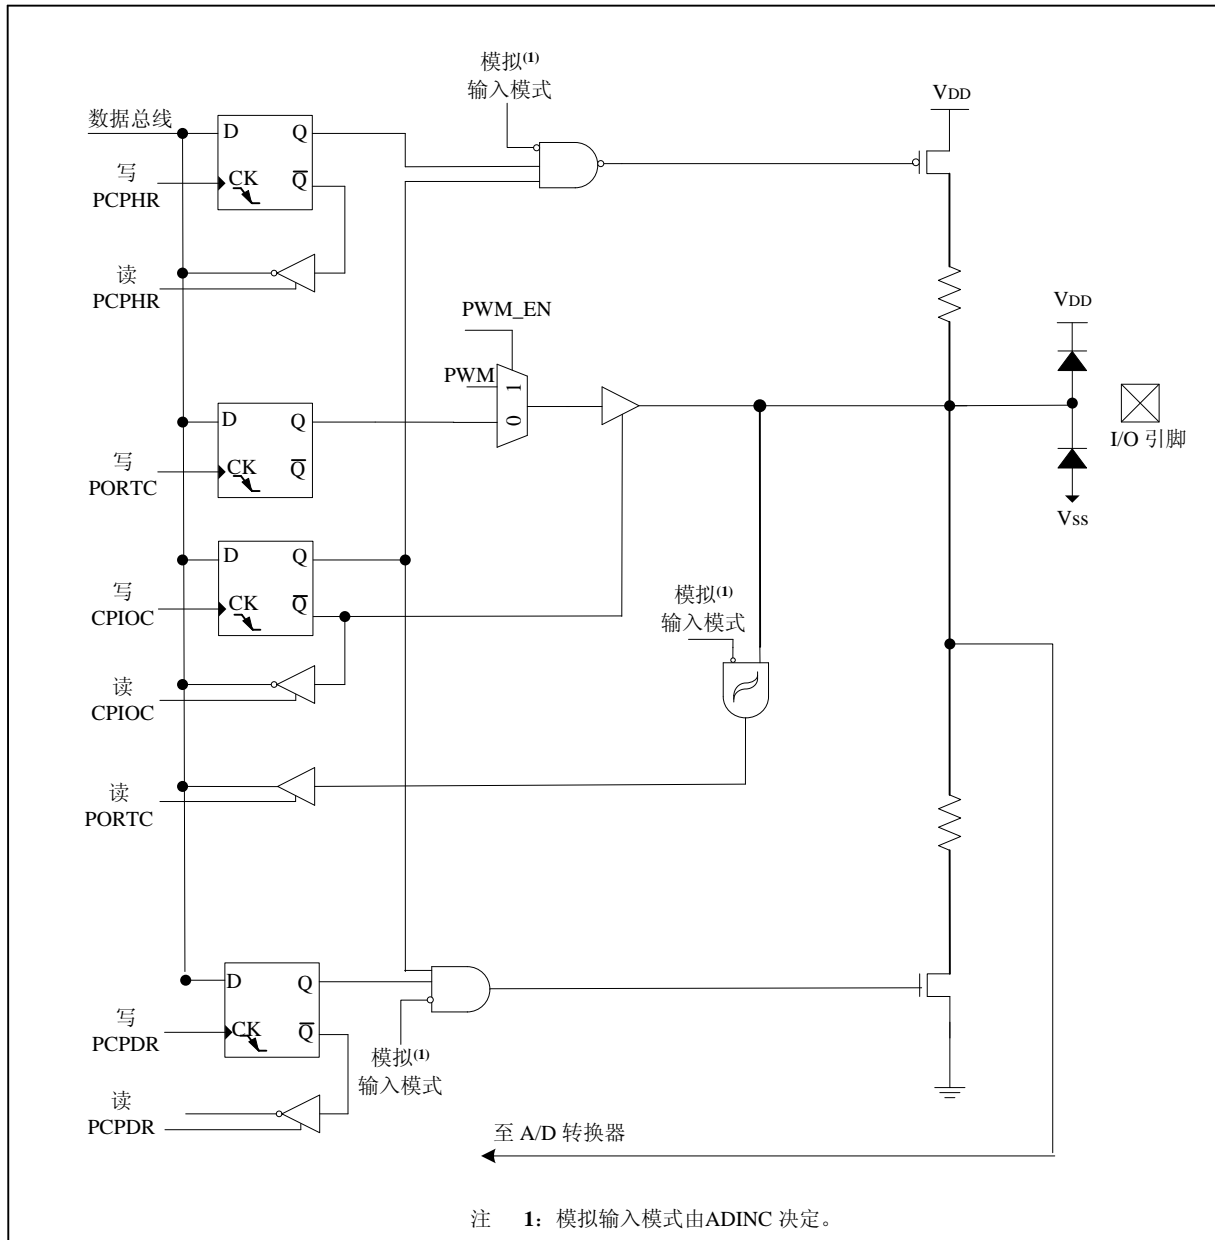 模拟(1)
输入模式
VDD
数据总线
D Q
写
PCPHR
CK Q̅
读
PCPHR
VDD
PWM_EN
PWM
1
0
D Q
I/O 引脚
写
PORTC
CK Q̅
Vss
D Q
写
CPIOC
CK Q̅
模拟(1)
输入模式
读
CPIOC
读
PORTC
D Q
写
PCPDR
CK Q̅
模拟(1)
输入模式
读
PCPDR
至 A/D 转换器
注 1: 模拟输入模式由ADINC 决定。